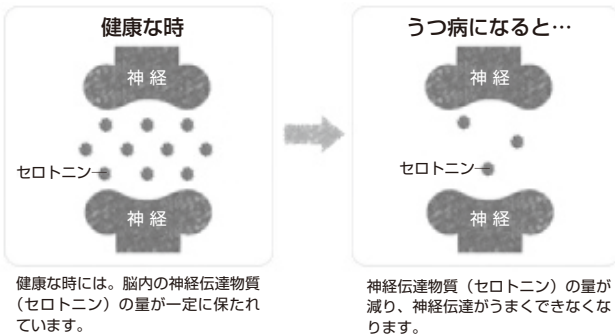 健康な時
神 経
セロトニン
神 経
健康な時には。脳内の神経伝達物質
（セロトニン）の量が一定に保たれ
ています。
うつ病になると…
神 経
セロトニン
神 経
神経伝達物質（セロトニン）の量が
減り、神経伝達がうまくできなくな
ります。